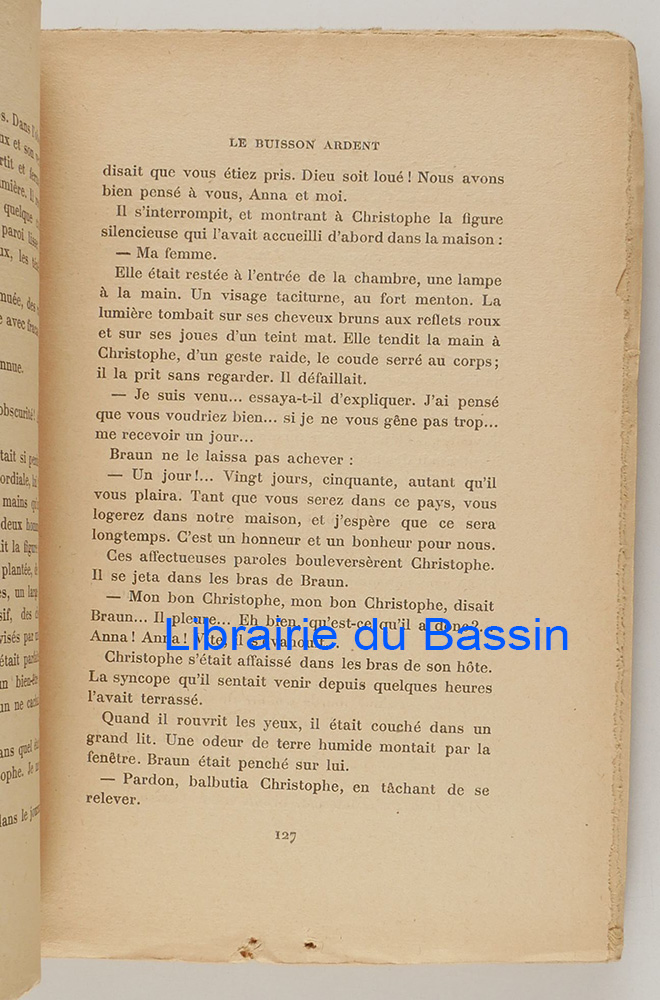 LE BUISSON ARDENT
disait que vous étiez pris. Dieu soit loué ! Nous avons
bien pensé à vous, Anna et moi.
Il s'interrompit, et montrant à Christophe la figure
silencieuse qui l'avait accueilli d'abord dans la maison :
— Ma femme.
Elle était restée à l'entrée de la chambre, une lampe
à la main. Un visage taciturne, au fort menton. La
lumière tombait sur ses cheveux bruns aux reflets roux
et sur ses joues d'un teint mat. Elle tendit la main à
Christophe, d'un geste raide, le coude serré au corps ;
il la prit sans regarder. Il défaillait.
— Je suis venu... essaya-t-il d'expliquer. J'ai pensé
que vous voudriez bien... si je ne vous gêne pas trop...
me recevoir un jour...
Braun ne le laissa pas achever :
— Un jour !... Vingt jours, cinquante, autant qu'il
vous plaira. Tant que vous serez dans ce pays, vous
logerez dans notre maison, et j'espère que ce sera
longtemps. C'est un honneur et un bonheur pour nous.
Ces affectueuses paroles bouleversèrent Christophe.
Il se jeta dans les bras de Braun.
— Mon bon Christophe, mon bon Christophe, disait
Braun... Il pleure... Eh bien, qu'est-ce qu'il a donc ?...
Anna ! Anna ! Vite
Librairie du Bassin
Christophe s'était affaissé dans les bras de son hôte.
La syncope qu'il sentait venir depuis quelques heures
l'avait terrassé.
Quand il rouvrit les yeux, il était couché dans un
grand lit. Une odeur de terre humide montait par la
fenêtre. Braun était penché sur lui.
— Pardon, balbutia Christophe, en tâchant de se
relever.
127